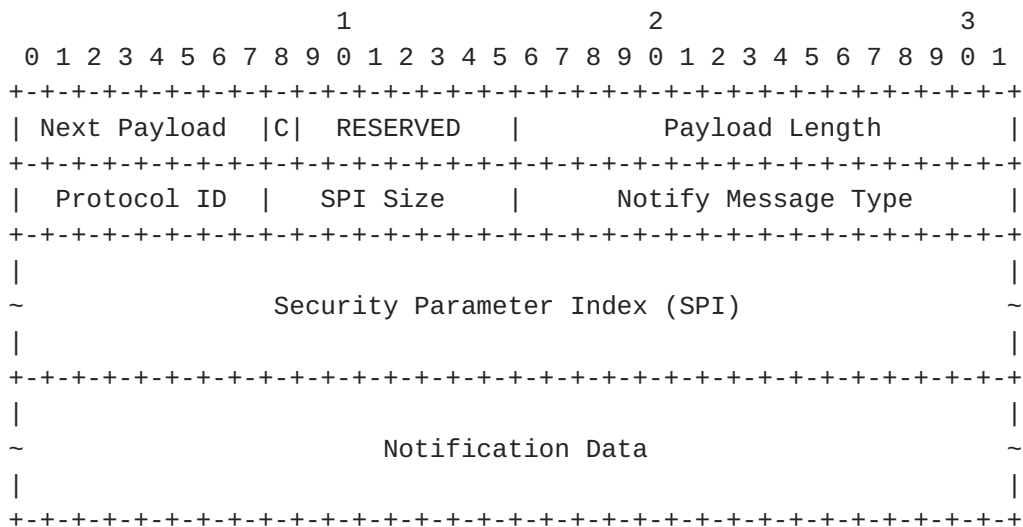 1                   2                   3
 0 1 2 3 4 5 6 7 8 9 0 1 2 3 4 5 6 7 8 9 0 1 2 3 4 5 6 7 8 9 0 1
+-+-+-+-+-+-+-+-+-+-+-+-+-+-+-+-+-+-+-+-+-+-+-+-+-+-+-+-+-+-+-+-+
| Next Payload  |C|  RESERVED   |         Payload Length        |
+-+-+-+-+-+-+-+-+-+-+-+-+-+-+-+-+-+-+-+-+-+-+-+-+-+-+-+-+-+-+-+-+
|  Protocol ID  |   SPI Size    |      Notify Message Type      |
+-+-+-+-+-+-+-+-+-+-+-+-+-+-+-+-+-+-+-+-+-+-+-+-+-+-+-+-+-+-+-+-+
|                                                               |
~                Security Parameter Index (SPI)                 ~
|                                                               |
+-+-+-+-+-+-+-+-+-+-+-+-+-+-+-+-+-+-+-+-+-+-+-+-+-+-+-+-+-+-+-+-+
|                                                               |
~                       Notification Data                       ~
|                                                               |
+-+-+-+-+-+-+-+-+-+-+-+-+-+-+-+-+-+-+-+-+-+-+-+-+-+-+-+-+-+-+-+-+